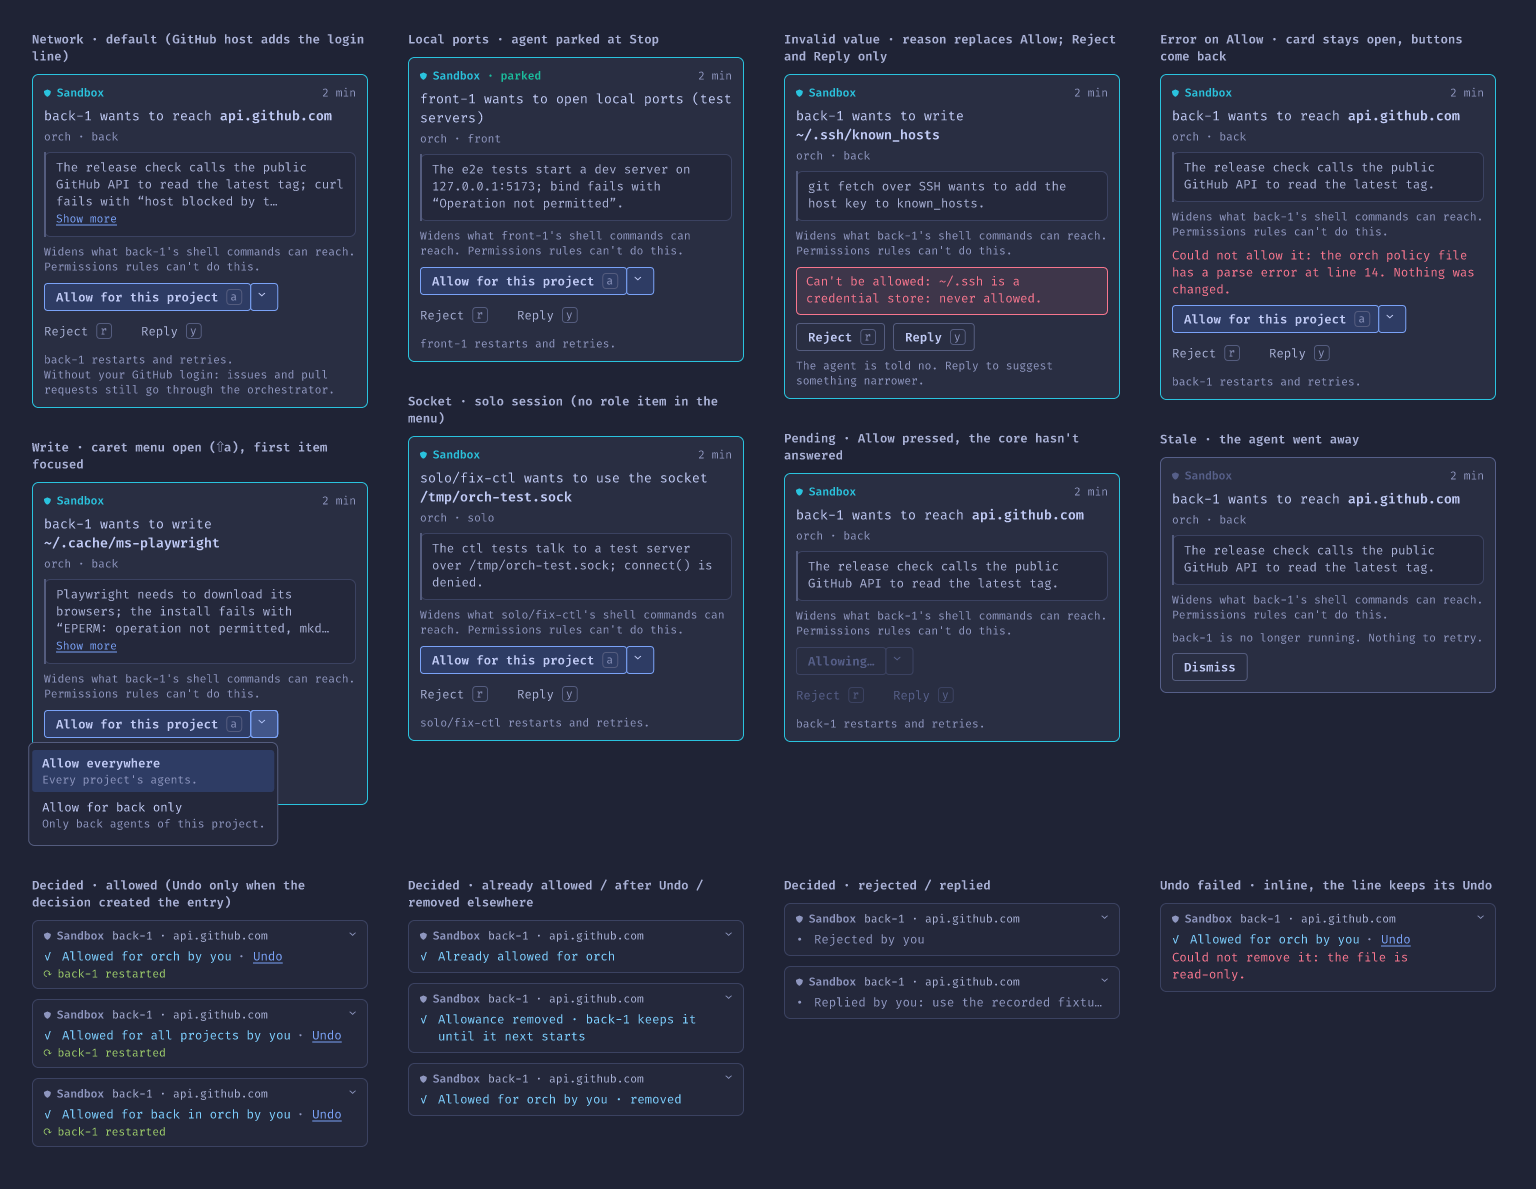 Network · default (GitHub host adds the login
line)
Sandbox 2 min
back-1 wants to reach api.github.com
orch · back
The release check calls the public
GitHub API to read the latest tag; curl
fails with “host blocked by t…
Show more
Widens what back-1's shell commands can reach.
Permissions rules can't do this.
Allow for this project a
Reject r Reply y
back-1 restarts and retries.
Without your GitHub login: issues and pull
requests still go through the orchestrator.
Write · caret menu open (⇧a), first item
focused
Sandbox 2 min
back-1 wants to write
~/.cache/ms-playwright
orch · back
Playwright needs to download its
browsers; the install fails with
“EPERM: operation not permitted, mkd…
Show more
Widens what back-1's shell commands can reach.
Permissions rules can't do this.
Allow for this project a
Allow everywhere
Every project's agents.
Allow for back only
Only back agents of this project.
Local ports · agent parked at Stop
Sandbox · parked 2 min
front-1 wants to open local ports (test
servers)
orch · front
The e2e tests start a dev server on
127.0.0.1:5173; bind fails with
“Operation not permitted”.
Widens what front-1's shell commands can
reach. Permissions rules can't do this.
Allow for this project a
Reject r Reply y
front-1 restarts and retries.
Socket · solo session (no role item in the
menu)
Sandbox 2 min
solo/fix-ctl wants to use the socket
/tmp/orch-test.sock
orch · solo
The ctl tests talk to a test server
over /tmp/orch-test.sock; connect() is
denied.
Widens what solo/fix-ctl's shell commands can
reach. Permissions rules can't do this.
Allow for this project a
Reject r Reply y
solo/fix-ctl restarts and retries.
Invalid value · reason replaces Allow; Reject
and Reply only
Sandbox 2 min
back-1 wants to write
~/.ssh/known_hosts
orch · back
git fetch over SSH wants to add the
host key to known_hosts.
Widens what back-1's shell commands can reach.
Permissions rules can't do this.
Can't be allowed: ~/.ssh is a
credential store: never allowed.
Reject r Reply y
The agent is told no. Reply to suggest
something narrower.
Pending · Allow pressed, the core hasn't
answered
Sandbox 2 min
back-1 wants to reach api.github.com
orch · back
The release check calls the public
GitHub API to read the latest tag.
Widens what back-1's shell commands can reach.
Permissions rules can't do this.
Allowing…
Reject r Reply y
back-1 restarts and retries.
Error on Allow · card stays open, buttons
come back
Sandbox 2 min
back-1 wants to reach api.github.com
orch · back
The release check calls the public
GitHub API to read the latest tag.
Widens what back-1's shell commands can reach.
Permissions rules can't do this.
Could not allow it: the orch policy file
has a parse error at line 14. Nothing was
changed.
Allow for this project a
Reject r Reply y
back-1 restarts and retries.
Stale · the agent went away
Sandbox 2 min
back-1 wants to reach api.github.com
orch · back
The release check calls the public
GitHub API to read the latest tag.
Widens what back-1's shell commands can reach.
Permissions rules can't do this.
back-1 is no longer running. Nothing to retry.
Dismiss
Decided · allowed (Undo only when the
decision created the entry)
Sandbox back-1 · api.github.com
✓ Allowed for orch by you · Undo
⟳ back-1 restarted
Sandbox back-1 · api.github.com
✓ Allowed for all projects by you · Undo
⟳ back-1 restarted
Sandbox back-1 · api.github.com
✓ Allowed for back in orch by you · Undo
⟳ back-1 restarted
Decided · already allowed / after Undo /
removed elsewhere
Sandbox back-1 · api.github.com
✓ Already allowed for orch
Sandbox back-1 · api.github.com
✓ Allowance removed · back-1 keeps it
until it next starts
Sandbox back-1 · api.github.com
✓ Allowed for orch by you · removed
Decided · rejected / replied
Sandbox back-1 · api.github.com
• Rejected by you
Sandbox back-1 · api.github.com
• Replied by you: use the recorded fixtu…
Undo failed · inline, the line keeps its Undo
Sandbox back-1 · api.github.com
✓ Allowed for orch by you · Undo
Could not remove it: the file is
read-only.